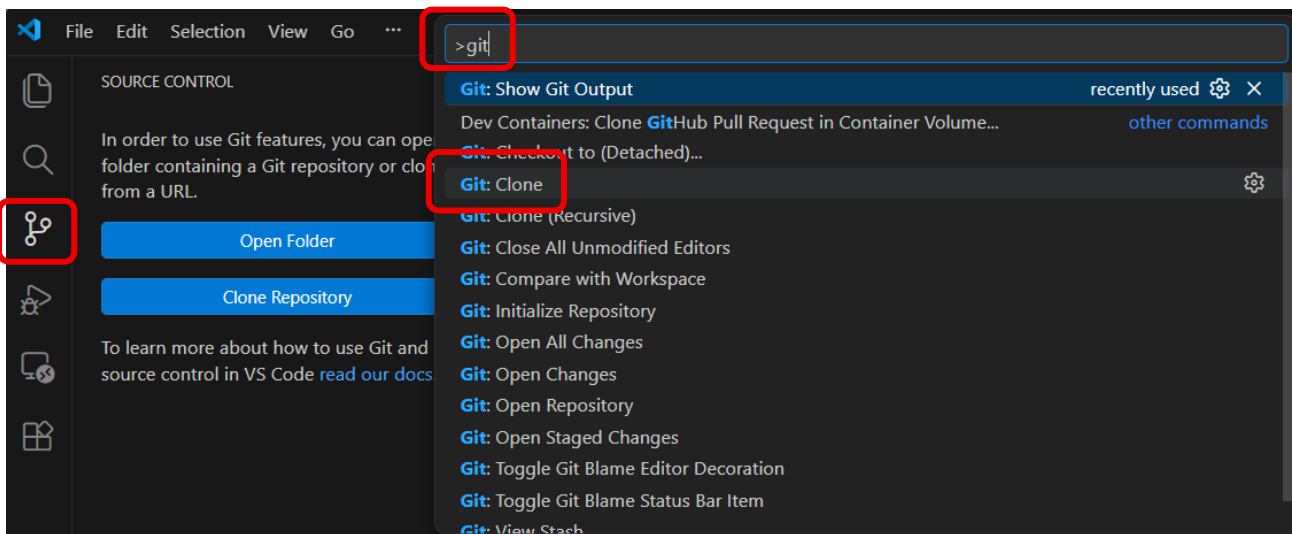 File Edit Selection View Go ···
>git
SOURCE CONTROL
In order to use Git features, you can ope
folder containing a Git repository or clon
from a URL.
Open Folder
Clone Repository
To learn more about how to use Git and
source control in VS Code read our docs.
Git: Show Git Output recently used
Dev Containers: Clone GitHub Pull Request in Container Volume... other commands
Git: Checkout to (Detached)...
Git: Clone
Git: Clone (Recursive)
Git: Close All Unmodified Editors
Git: Compare with Workspace
Git: Initialize Repository
Git: Open All Changes
Git: Open Changes
Git: Open Repository
Git: Open Staged Changes
Git: Toggle Git Blame Editor Decoration
Git: Toggle Git Blame Status Bar Item
Git: View Stash